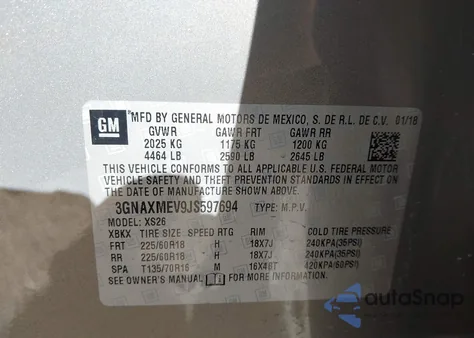 GM
MFD BY GENERAL MOTORS DE MEXICO, S. DE R.L. DE C.V. 01/18
GVWR GAWR FRT GAWR RR
2025 KG 1175 KG 1200 KG
4464 LB 2590 LB 2645 LB
THIS VEHICLE CONFORMS TO ALL APPLICABLE U.S. FEDERAL MOTOR
VEHICLE SAFETY AND THEFT PREVENTION STANDARDS IN EFFECT ON
THE DATE OF MANUFACTURE SHOWN ABOVE.
3GNAXMEV9JS597694 TYPE: M.P.V.
MODEL: XS26
XBKX TIRE SIZE SPEED RTG RIM COLD TIRE PRESSURE
FRT 225/60R18 H 18X7J 240KPA(35PSI)
RR 225/60R18 H 18X7J 240KPA(35PSI)
SPA T135/70R16 M 16X4BT 420KPA(60PSI)
SEE OWNER'S MANUAL FOR MORE INFORMATION.
autoSnap